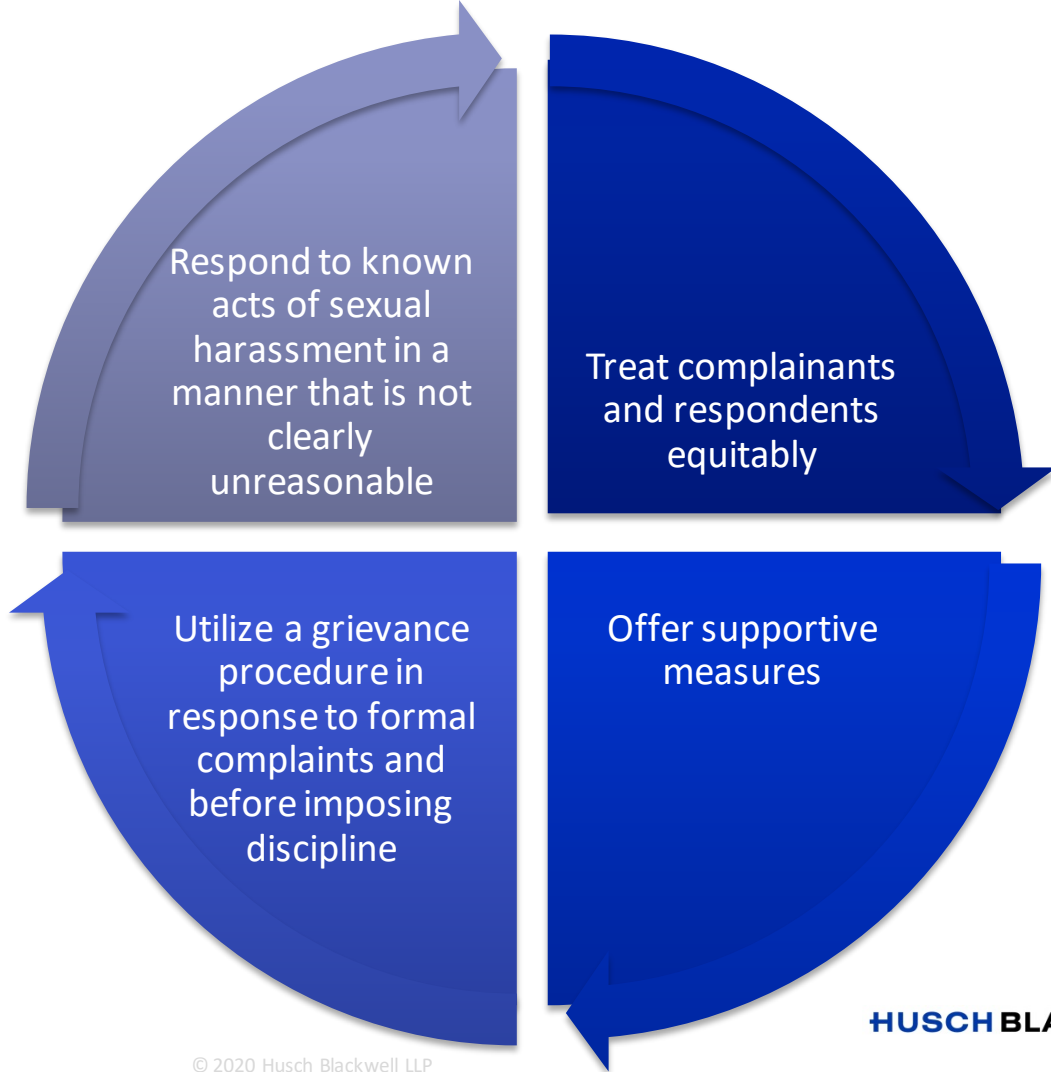 Respond to known
acts of sexual
harassment in a
manner that is not
clearly
unreasonable
Treat complainants
and respondents
equitably
Utilize a grievance
procedure in
response to formal
complaints and
before imposing
discipline
Offer supportive
measures
HUSCH BLA
© 2020 Husch Blackwell LLP